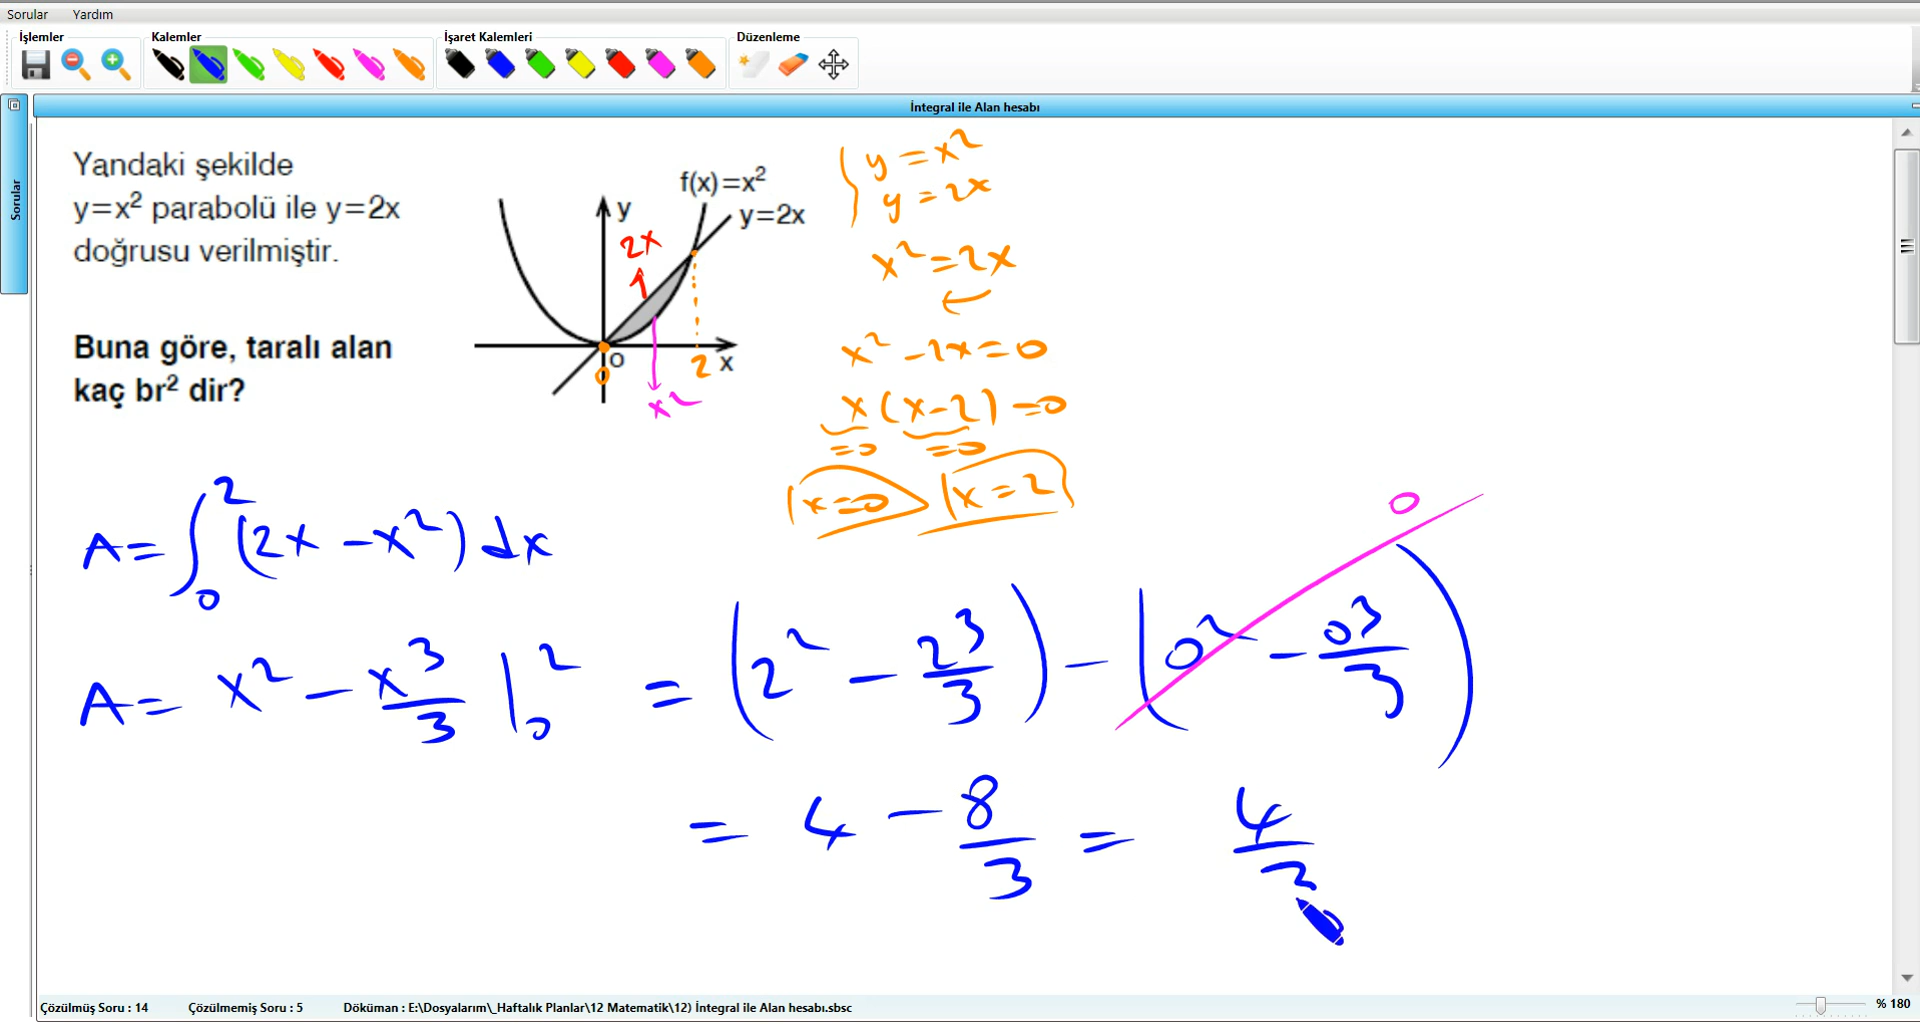 Sorular Yardım
İşlemler Kalemler İşaret Kalemleri Düzenleme
İntegral ile Alan hesabı
Sorular
Yandaki şekilde
y=x² parabolü ile y=2x
doğrusu verilmiştir.
Buna göre, taralı alan
kaç br² dir?
f(x)=x²
y
y=2x
2x
O
0
2
x
x²
y = x²
y = 2x
x² = 2x
x² - 2x = 0
x (x-2) = 0
=0 =0
x=0 x=2
A = ∫₀² (2x - x²) dx
0
A = x² - x³/3 |₀² = (2² - 2³/3) - (0² - 0³/3)
= 4 - 8/3 = 4/3
Çözülmüş Soru : 14 Çözülmemiş Soru : 5 Döküman : E:\Dosyalarım\_Haftalık Planlar\12 Matematik\12) İntegral ile Alan hesabı.sbsc % 180